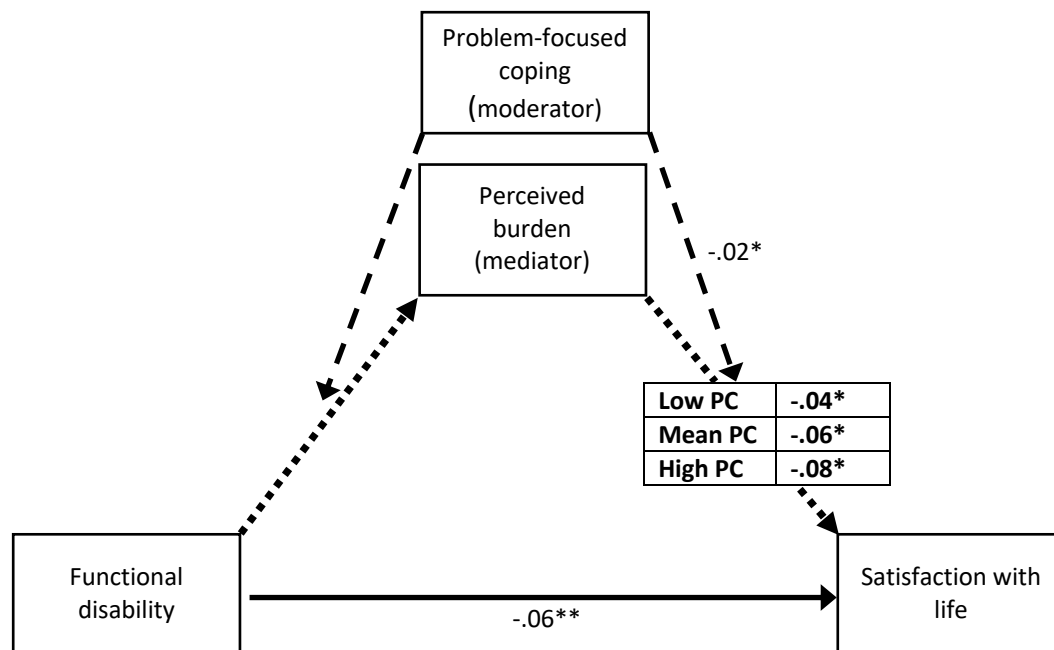 Problem-focused
coping
(moderator)
Perceived
burden
(mediator)
-.02*
Low PC -.04*
Mean PC -.06*
High PC -.08*
Functional
disability
-.06**
Satisfaction with
life